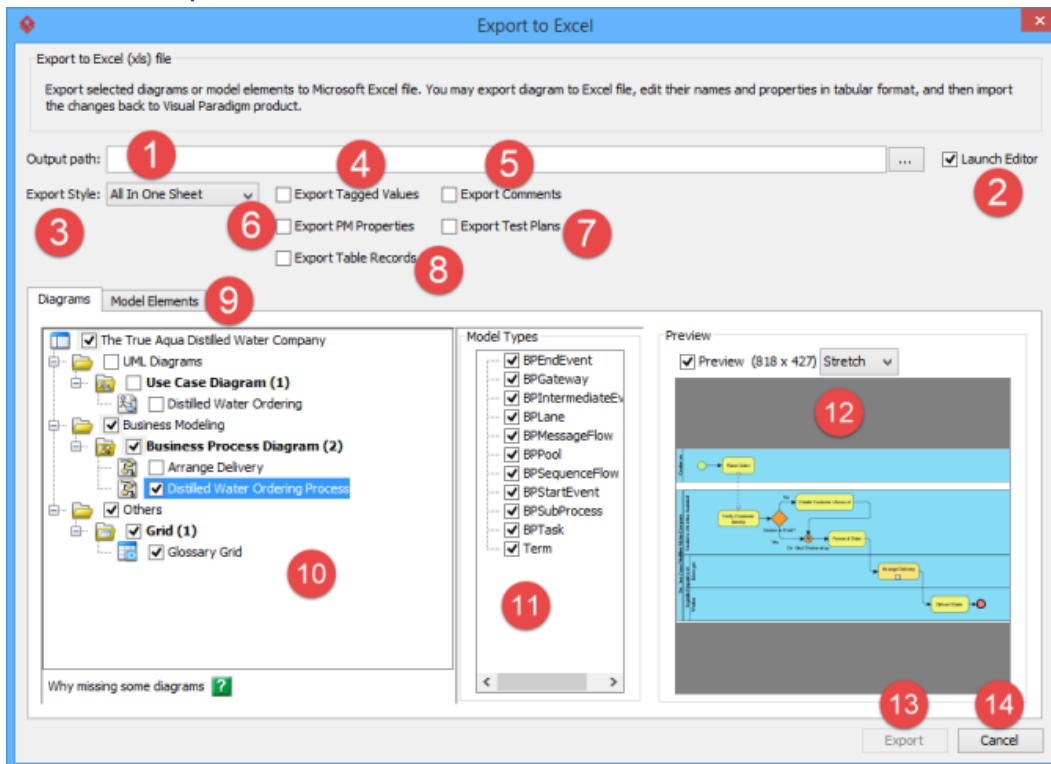 Export to Excel
Export to Excel (xls) file
Export selected diagrams or model elements to Microsoft Excel file. You may export diagram to Excel file, edit their names and properties in tabular format, and then import
the changes back to Visual Paradigm product.
1
4
5
Output path: ... Launch Editor
2
Export Style: All In One Sheet Export Tagged Values Export Comments
3
6 Export PM Properties Export Test Plans 7
Export Table Records 8
Diagrams Model Elements 9
The True Aqua Distilled Water Company
UML Diagrams
Use Case Diagram (1)
Distilled Water Ordering
Business Modeling
Business Process Diagram (2)
Arrange Delivery
Distilled Water Ordering Process
Others
Grid (1)
Glossary Grid
10
Why missing some diagrams ?
Model Types
BPEndEvent
BPGateway
BPIntermediateEv
BPLane
BPMessageFlow
BPPool
BPSequenceFlow
BPStartEvent
BPSubProcess
BPTask
Term
11
Preview
Preview (818 x 427) Stretch
12
13
14
Export Cancel